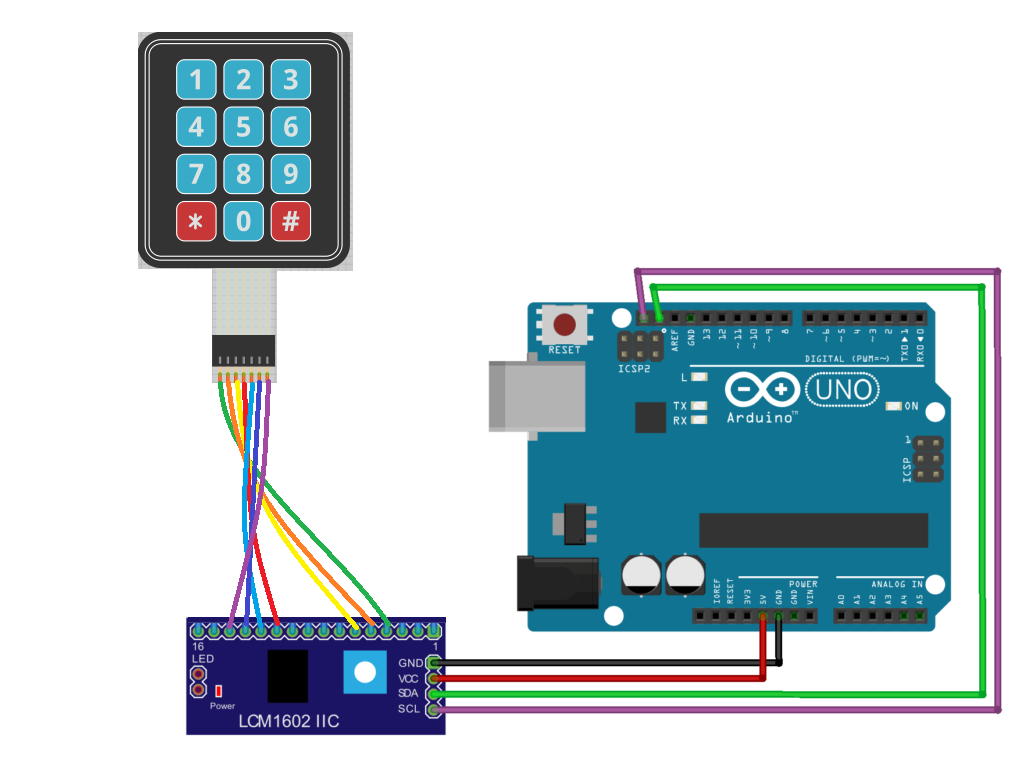 1 2 3
4 5 6
7 8 9
* 0 #
RESET
ICSP2
AREF
GND
13
12
~11
~10
~9
8
7
~6
~5
4
~3
2
TX0▶1
RX0◀0
DIGITAL (PWM=~)
L
TX
RX
Arduino™
UNO
ON
1
ICSP
POWER
ANALOG IN
IOREF
RESET
3V3
5V
GND
GND
VIN
A0
A1
A2
A3
A4
A5
16
1
LED
Power
LCM1602 IIC
GND
VCC
SDA
SCL